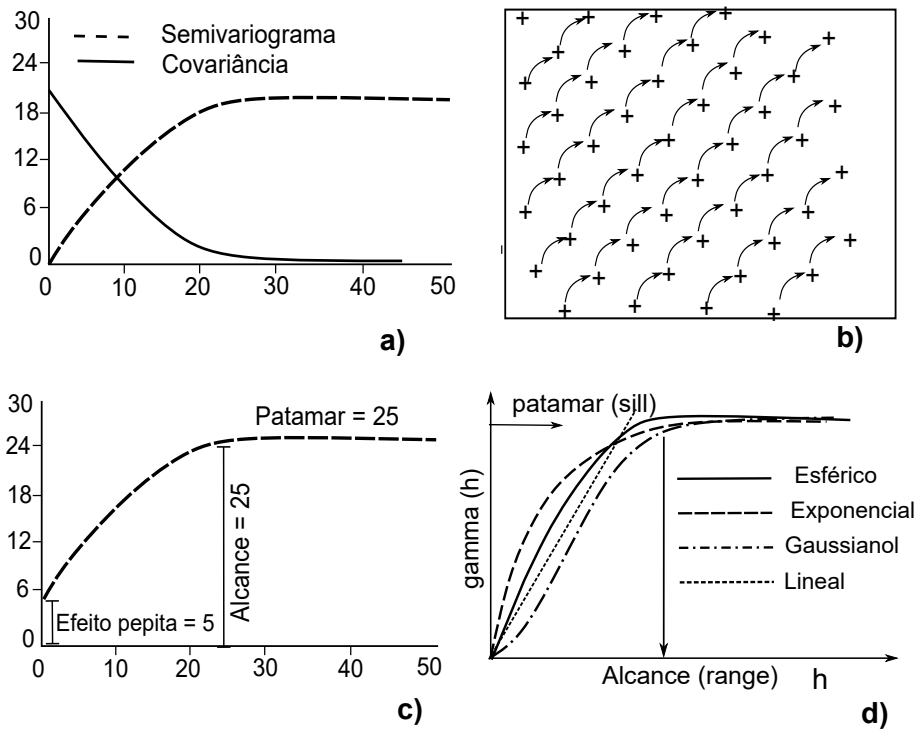 30
24
18
12
6
0
0
10
20
30
40
50
Semivariograma
Covariância
a)
b)
30
24
18
12
6
0
0
10
20
30
40
50
Patamar = 25
Alcance = 25
Efeito pepita = 5
c)
patamar (sill)
gamma (h)
Esférico
Exponencial
Gaussianol
Lineal
Alcance (range)
h
d)